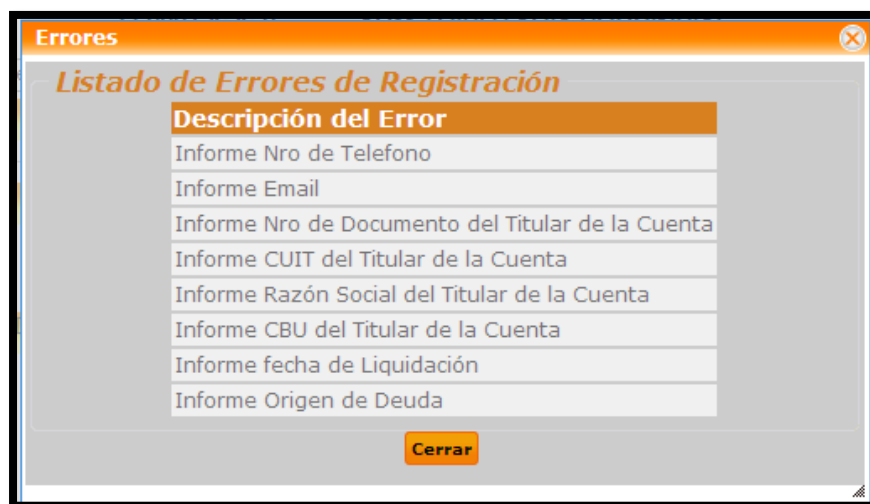 Errores
Listado de Errores de Registración
Descripción del Error
Informe Nro de Telefono
Informe Email
Informe Nro de Documento del Titular de la Cuenta
Informe CUIT del Titular de la Cuenta
Informe Razón Social del Titular de la Cuenta
Informe CBU del Titular de la Cuenta
Informe fecha de Liquidación
Informe Origen de Deuda
Cerrar